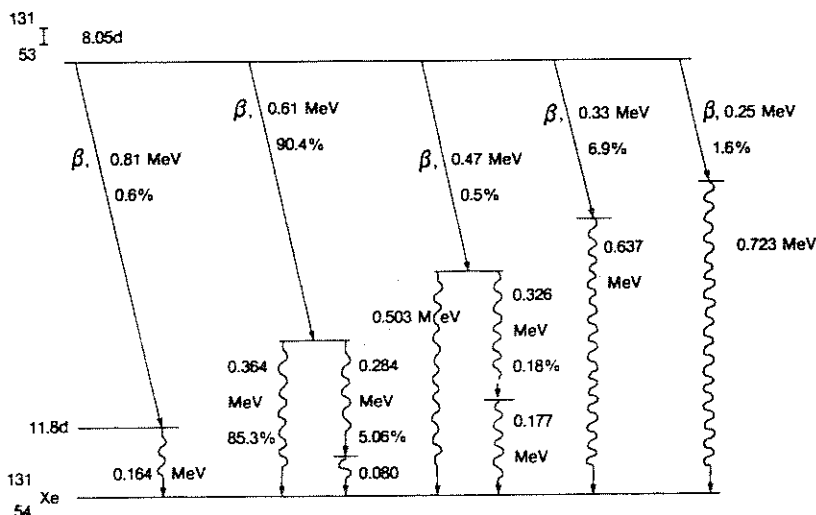 131
I 8.05d
53
β, 0.81 MeV
0.6%
β, 0.61 MeV
90.4%
β, 0.47 MeV
0.5%
β, 0.33 MeV
6.9%
β, 0.25 MeV
1.6%
0.723 MeV
0.637
MeV
0.503 MeV
0.326
MeV
0.18%
0.177
MeV
0.364
MeV
85.3%
0.284
MeV
5.06%
0.080
11.8d
0.164 MeV
131
Xe
54